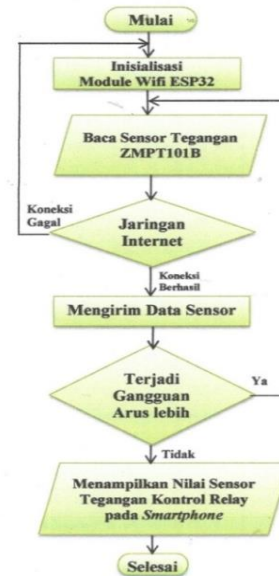 Mulai
Inisialisasi
Module Wifi ESP32
Baca Sensor Tegangan
ZMPT101B
Koneksi
Gagal
Jaringan
Internet
Koneksi
Berhasil
Mengirim Data Sensor
Terjadi
Gangguan
Arus lebih
Ya
Tidak
Menampilkan Nilai Sensor
Tegangan Kontrol Relay
pada Smartphone
Selesai